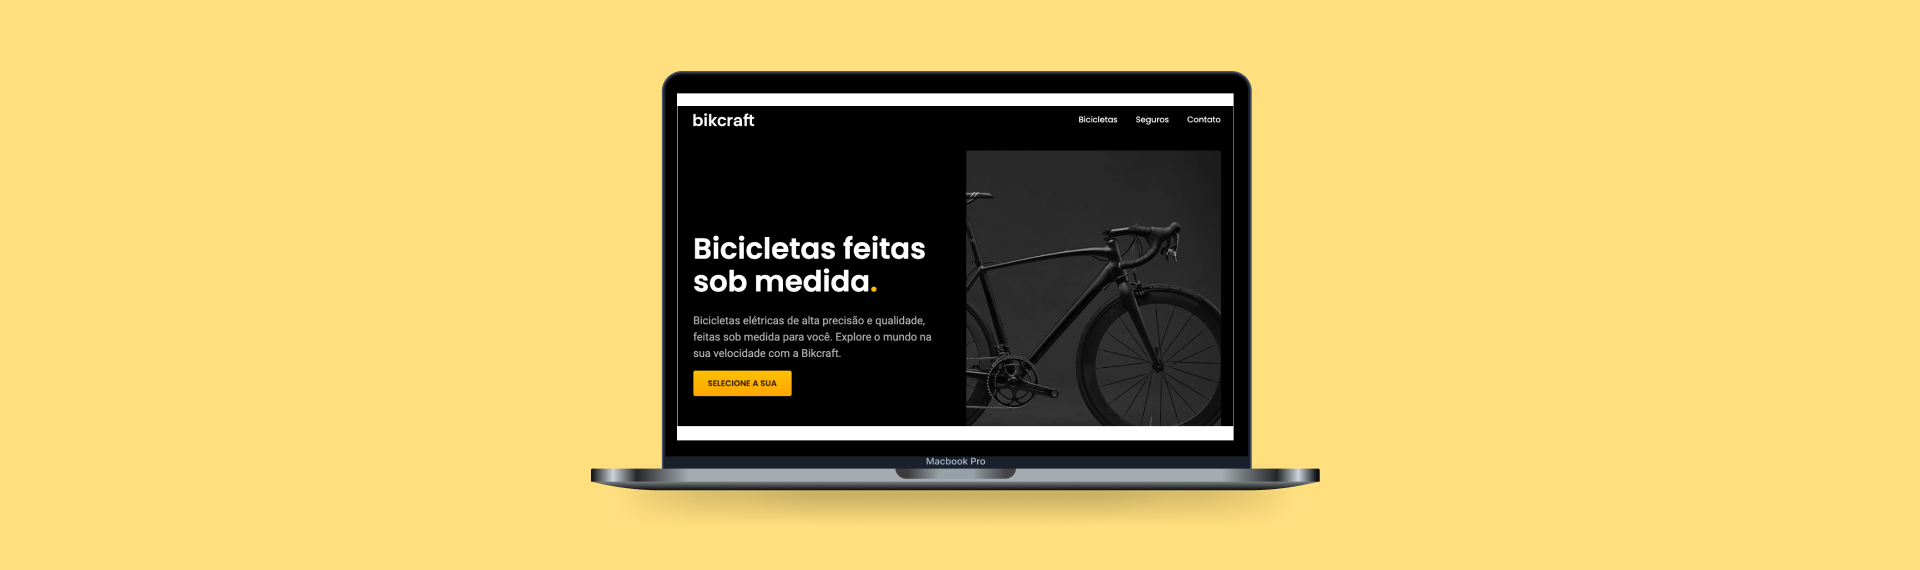 bikcraft
Bicicletas Seguros Contato
Bicicletas feitas
sob medida.
Bicicletas elétricas de alta precisão e qualidade,
feitas sob medida para você. Explore o mundo na
sua velocidade com a Bikcraft.
SELECIONE A SUA
Macbook Pro